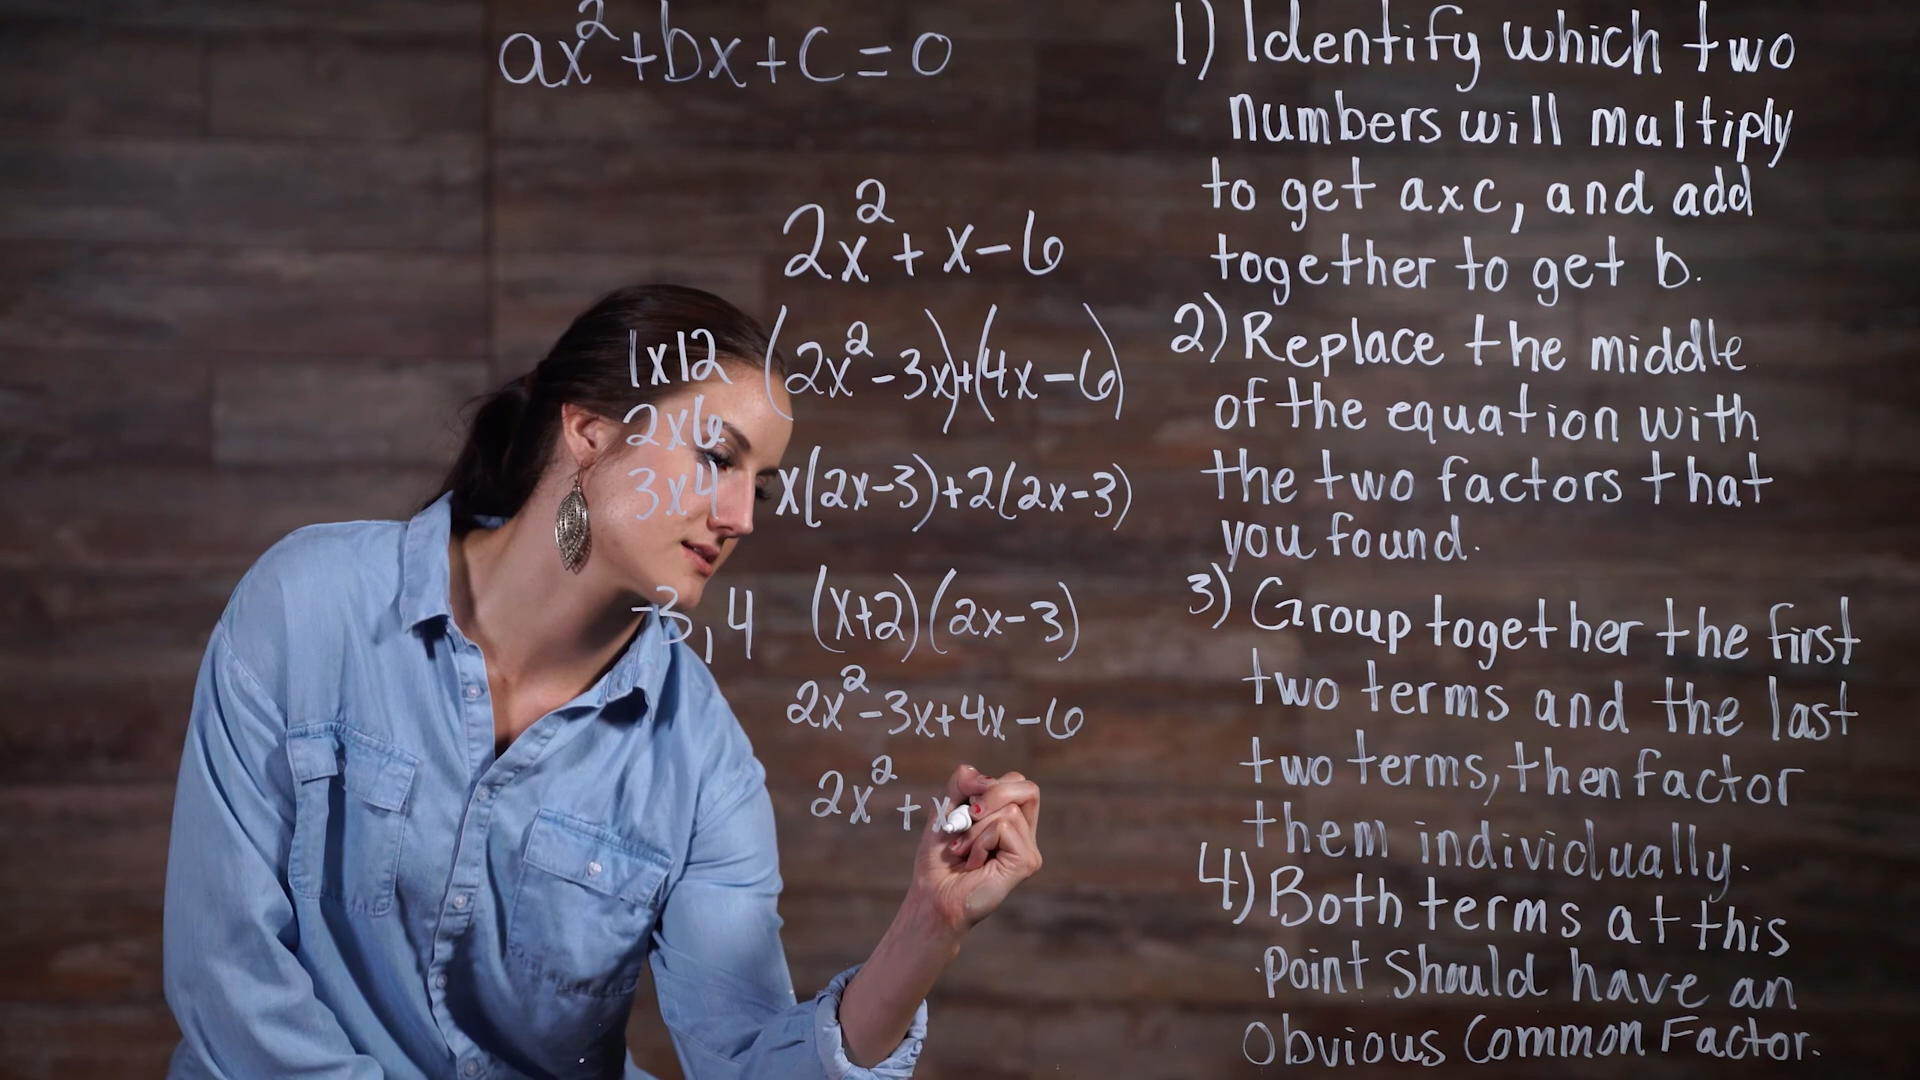 ax²+bx+c=0
2x²+x-6
1x12
2x6
3x4
-3,4
(2x²-3x)+(4x-6)
x(2x-3)+2(2x-3)
(x+2)(2x-3)
2x²-3x+4x-6
2x²+x
1) Identify which two
numbers will multiply
to get axc, and add
together to get b.
2) Replace the middle
of the equation with
the two factors that
you found.
3) Group together the first
two terms and the last
two terms, then factor
them individually.
4) Both terms at this
point should have an
obvious common factor.